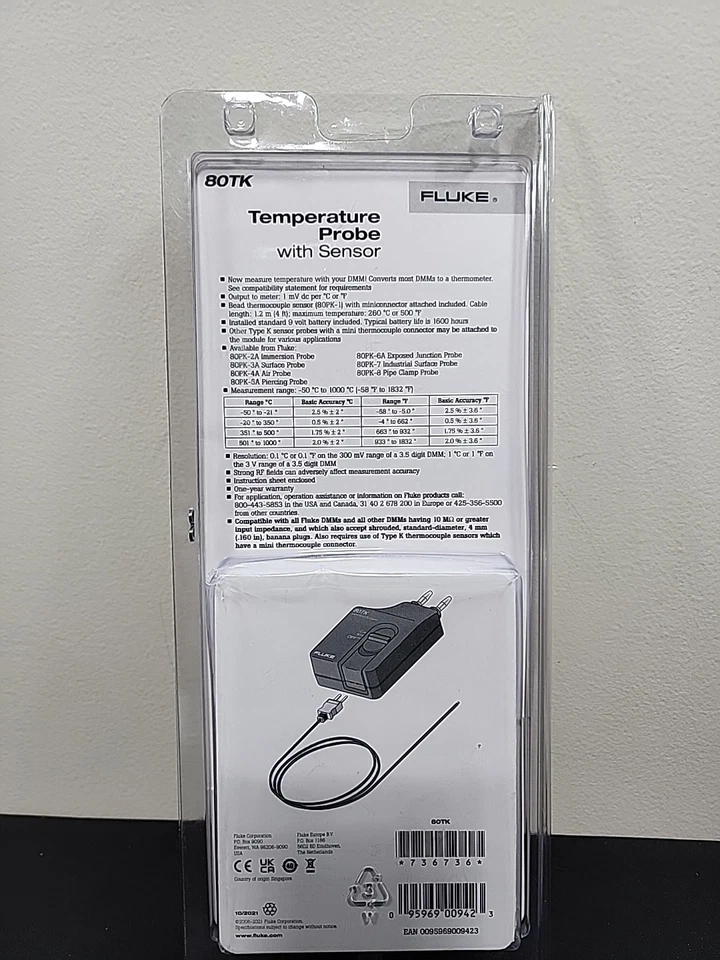 80TK
FLUKE®
Temperature
Probe
with Sensor
▪ Now measure temperature with your DMM! Converts most DMMs to a thermometer.
See compatibility statement for requirements
▪ Output to meter: 1 mV dc per °C or °F
▪ Bead thermocouple sensor (80PK-1) with miniconnector attached included. Cable
length: 1.2 m (4 ft); maximum temperature: 260 °C or 500 °F
▪ Installed standard 9 volt battery included. Typical battery life is 1600 hours
▪ Other Type K sensor probes with a mini thermocouple connector may be attached to
the module for various applications
▪ Available from Fluke:
80PK-2A Immersion Probe 80PK-6A Exposed Junction Probe
80PK-3A Surface Probe 80PK-7 Industrial Surface Probe
80PK-4A Air Probe 80PK-8 Pipe Clamp Probe
80PK-5A Piercing Probe
▪ Measurement range: -50 °C to 1000 °C (-58 °F to 1832 °F)
Range °C Basic Accuracy °C Range °F Basic Accuracy °F
-50 ° to -21 ° 2.5 % ± 2 ° -58 ° to -5.0 ° 2.5 % ± 3.6 °
-20 ° to 350 ° 0.5 % ± 2 ° -4 ° to 662 ° 0.5 % ± 3.6 °
351 ° to 500 ° 1.75 % ± 2 ° 663 ° to 932 ° 1.75 % ± 3.6 °
501 ° to 1000 ° 2.0 % ± 2 ° 933 ° to 1832 ° 2.0 % ± 3.6 °
▪ Resolution: 0.1 °C or 0.1 °F on the 300 mV range of a 3.5 digit DMM; 1 °C or 1 °F on
the 3 V range of a 3.5 digit DMM
▪ Strong RF fields can adversely affect measurement accuracy
▪ Instruction sheet enclosed
▪ One-year warranty
▪ For application, operation assistance or information on Fluke products call:
800-443-5853 in the USA and Canada, 31 40 2 678 200 in Europe or 425-356-5500
from other countries.
▪ Compatible with all Fluke DMMs and all other DMMs having 10 MΩ or greater
input impedance, and which also accept shrouded, standard-diameter, 4 mm
(.160 in), banana plugs. Also requires use of Type K thermocouple sensors which
have a mini thermocouple connector.
80TK
OFF
FLUKE
80TK
Fluke Corporation Fluke Europe B.V.
P.O. Box 9090 P.O. Box 1186
Everett, WA 98206-9090 5602 BD Eindhoven,
USA The Netherlands
*736736*
CE UK CA 40
Country of origin: Singapore
3
W
10/2021
©2006-2021 Fluke Corporation.
Specifications subject to change without notice.
www.fluke.com
0 95969 00942 3
EAN 0095969009423